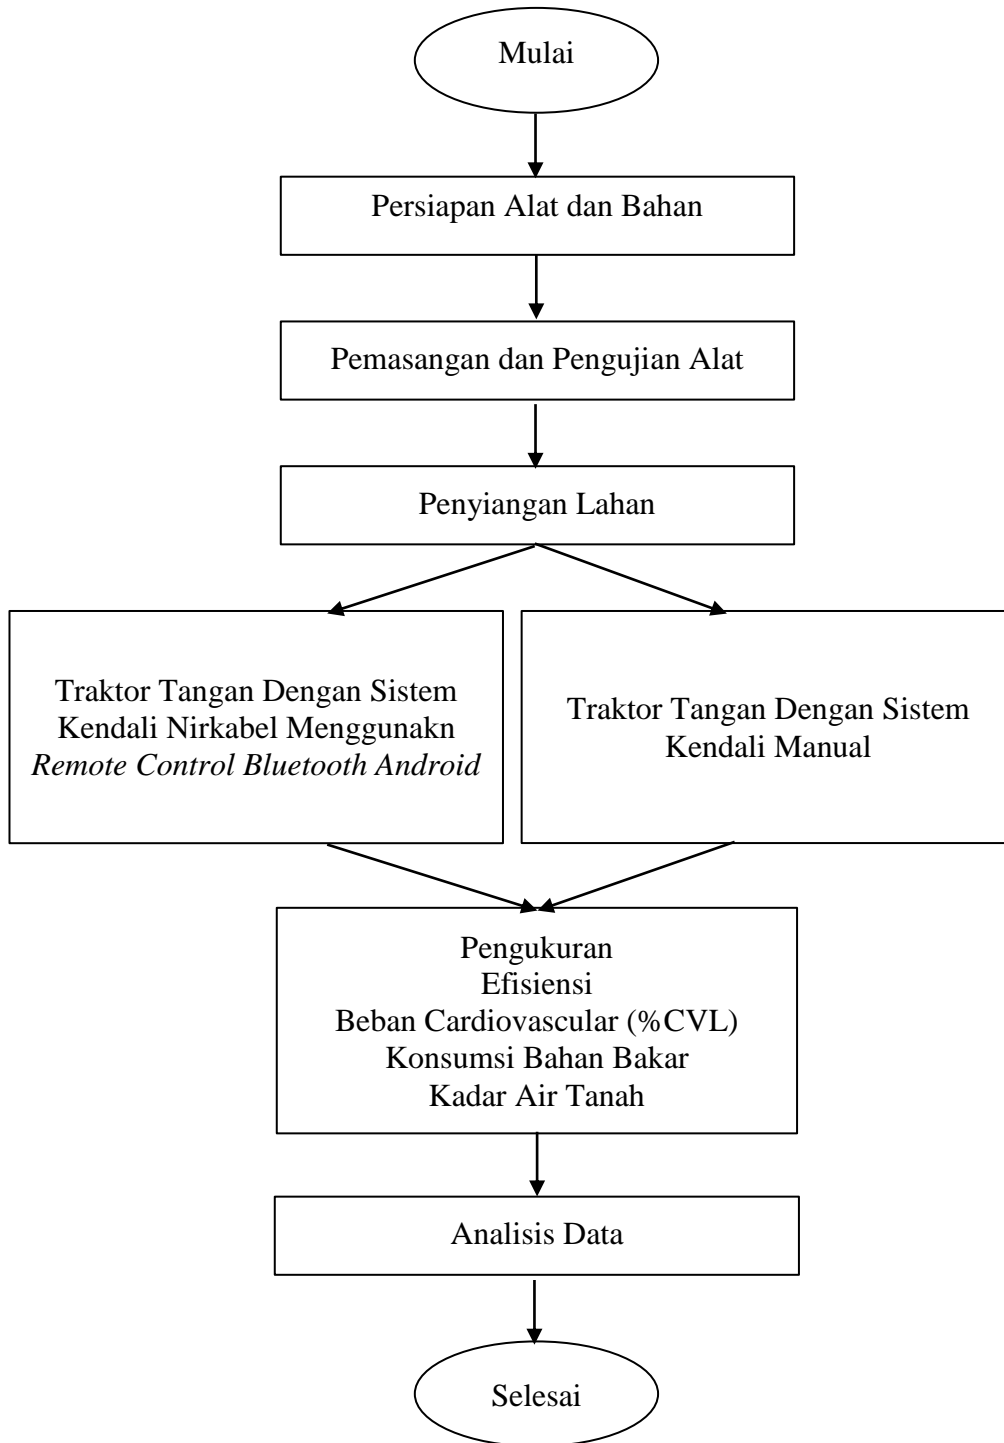 Mulai
Persiapan Alat dan Bahan
Pemasangan dan Pengujian Alat
Penyiangan Lahan
Traktor Tangan Dengan Sistem
Kendali Nirkabel Menggunakn
Remote Control Bluetooth Android
Traktor Tangan Dengan Sistem
Kendali Manual
Pengukuran
Efisiensi
Beban Cardiovascular (%CVL)
Konsumsi Bahan Bakar
Kadar Air Tanah
Analisis Data
Selesai